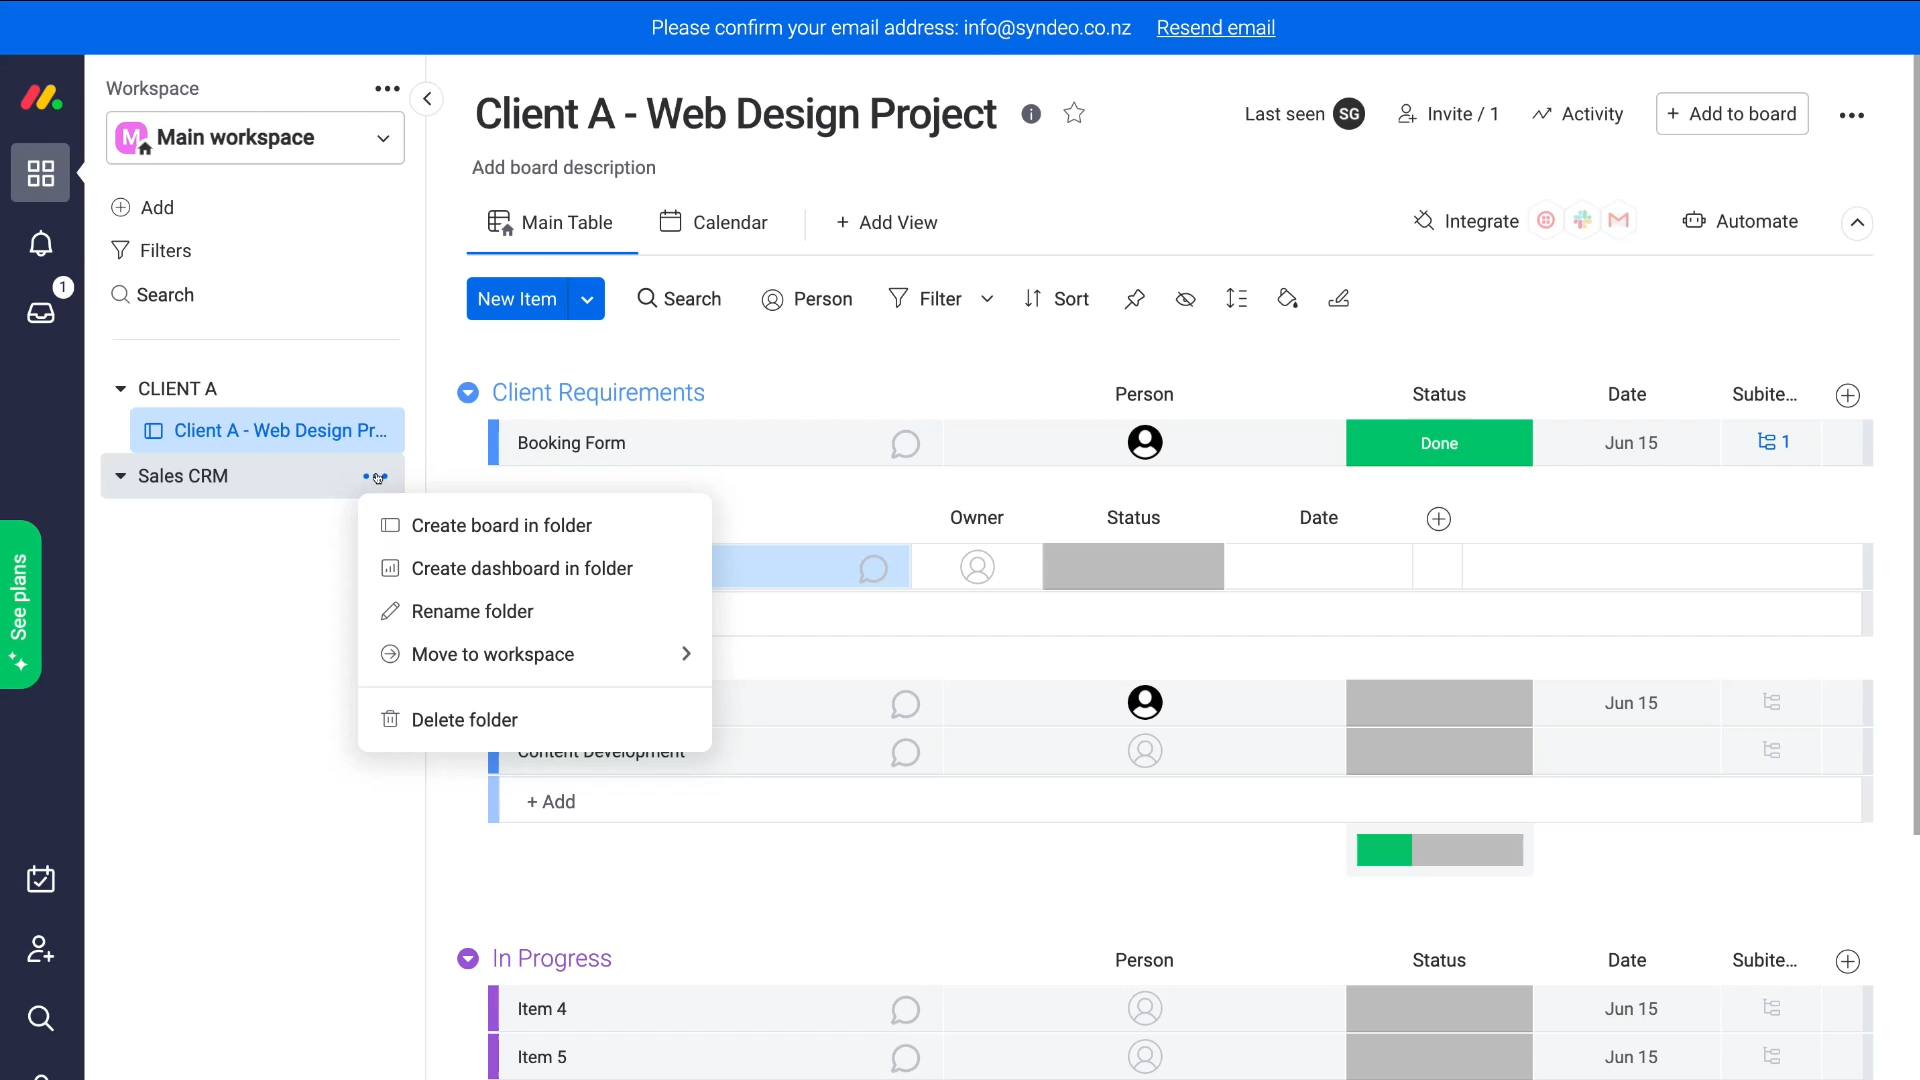 Please confirm your email address: info@syndeo.co.nz Resend email
Workspace
M Main workspace
Add
Filters
Search
1
CLIENT A
Client A - Web Design Pr...
Sales CRM
See plans
Create board in folder
Create dashboard in folder
Rename folder
Move to workspace
Delete folder
Client A - Web Design Project
Last seen SG
Invite / 1
Activity
+ Add to board
Add board description
Main Table
Calendar
+ Add View
Integrate
Automate
New Item
Search
Person
Filter
Sort
Client Requirements Person Status Date Subite...
Booking Form Done Jun 15 1
Owner Status Date
Jun 15
Content Development
+ Add
In Progress Person Status Date Subite...
Item 4 Jun 15
Item 5 Jun 15